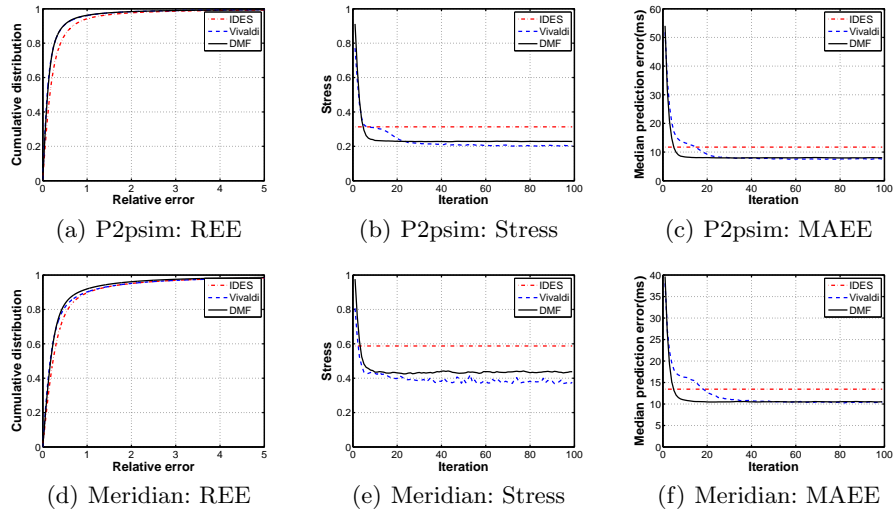 Cumulative distribution
1
0.8
0.6
0.4
0.2
0
0 1 2 3 4 5
Relative error
IDES
Vivaldi
DMF
(a) P2psim: REE
Stress
1
0.8
0.6
0.4
0.2
0
0 20 40 60 80 100
Iteration
IDES
Vivaldi
DMF
(b) P2psim: Stress
Median prediction error(ms)
60
50
40
30
20
10
0
0 20 40 60 80 100
Iteration
IDES
Vivaldi
DMF
(c) P2psim: MAEE
Cumulative distribution
1
0.8
0.6
0.4
0.2
0
0 1 2 3 4 5
Relative error
IDES
Vivaldi
DMF
(d) Meridian: REE
Stress
1
0.8
0.6
0.4
0.2
0
0 20 40 60 80 100
Iteration
IDES
Vivaldi
DMF
(e) Meridian: Stress
Median prediction error(ms)
40
35
30
25
20
15
10
5
0
0 20 40 60 80 100
Iteration
IDES
Vivaldi
DMF
(f) Meridian: MAEE